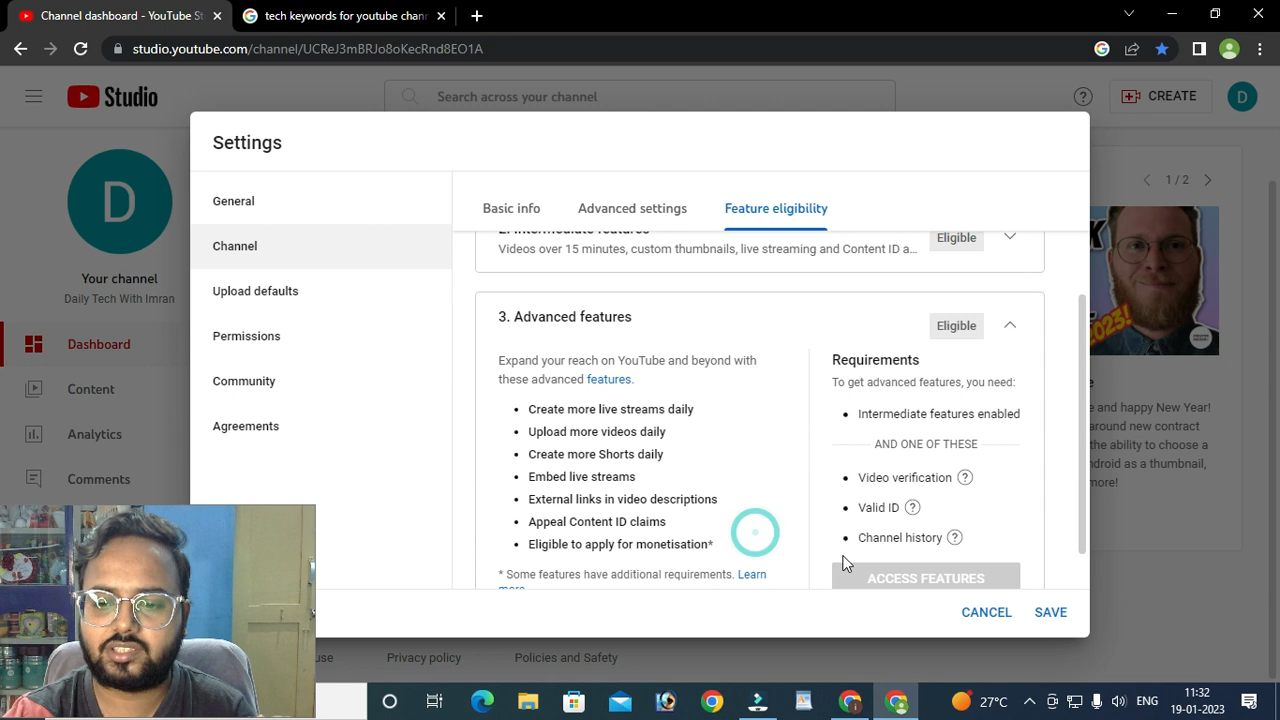 Channel dashboard - YouTube St
tech keywords for youtube chan
studio.youtube.com/channel/UCReJ3mBRJo8oKecRnd8EO1A
Studio
Search across your channel
CREATE
D
Settings
D
Your channel
Daily Tech With Imran
Dashboard
Content
Analytics
Comments
General
Channel
Upload defaults
Permissions
Community
Agreements
Basic info
Advanced settings
Feature eligibility
2. Intermediate features
Eligible
Videos over 15 minutes, custom thumbnails, live streaming and Content ID a...
3. Advanced features
Eligible
Expand your reach on YouTube and beyond with
these advanced features.
• Create more live streams daily
• Upload more videos daily
• Create more Shorts daily
• Embed live streams
• External links in video descriptions
• Appeal Content ID claims
• Eligible to apply for monetisation*
* Some features have additional requirements. Learn
more
Requirements
To get advanced features, you need:
• Intermediate features enabled
AND ONE OF THESE
• Video verification
• Valid ID
• Channel history
ACCESS FEATURES
CANCEL
SAVE
1 / 2
2023!
e
e and happy New Year!
around new contract
the ability to choose a
ndroid as a thumbnail,
more!
use
Privacy policy
Policies and Safety
27°C
ENG
11:32
19-01-2023